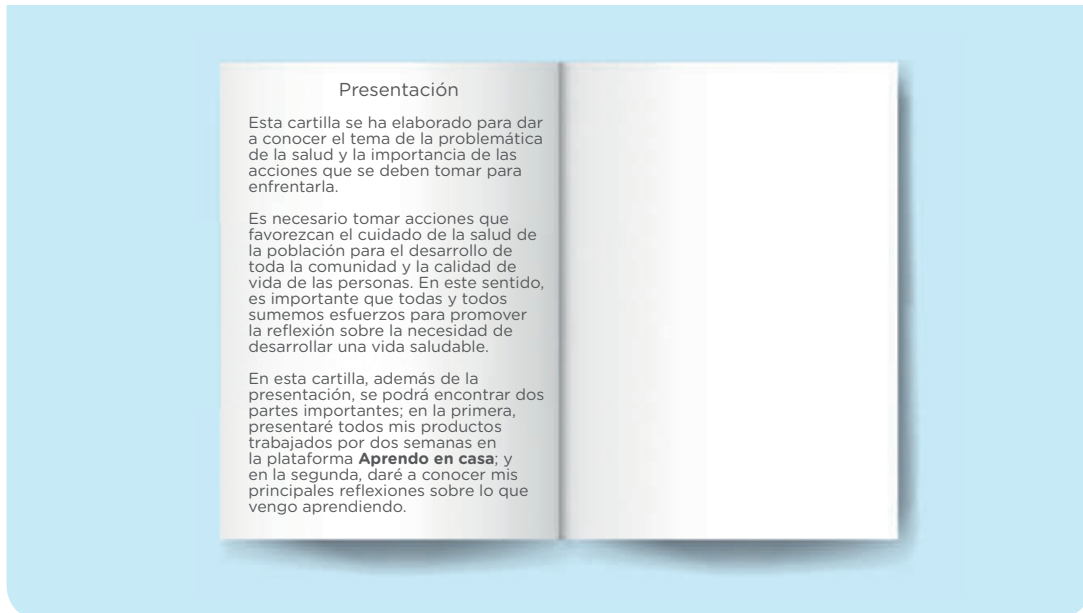 Presentación
Esta cartilla se ha elaborado para dar
a conocer el tema de la problemática
de la salud y la importancia de las
acciones que se deben tomar para
enfrentarla.
Es necesario tomar acciones que
favorezcan el cuidado de la salud de
la población para el desarrollo de
toda la comunidad y la calidad de
vida de las personas. En este sentido,
es importante que todas y todos
sumemos esfuerzos para promover
la reflexión sobre la necesidad de
desarrollar una vida saludable.
En esta cartilla, además de la
presentación, se podrá encontrar dos
partes importantes; en la primera,
presentaré todos mis productos
trabajados por dos semanas en
la plataforma Aprendo en casa; y
en la segunda, daré a conocer mis
principales reflexiones sobre lo que
vengo aprendiendo.